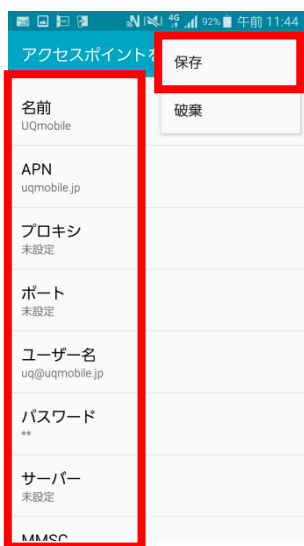 4G 92% 午前 11:44
アクセスポイントを
保存
破棄
名前
UQmobile
APN
uqmobile.jp
プロキシ
未設定
ポート
未設定
ユーザー名
uq@uqmobile.jp
パスワード
**
サーバー
未設定
MMSC